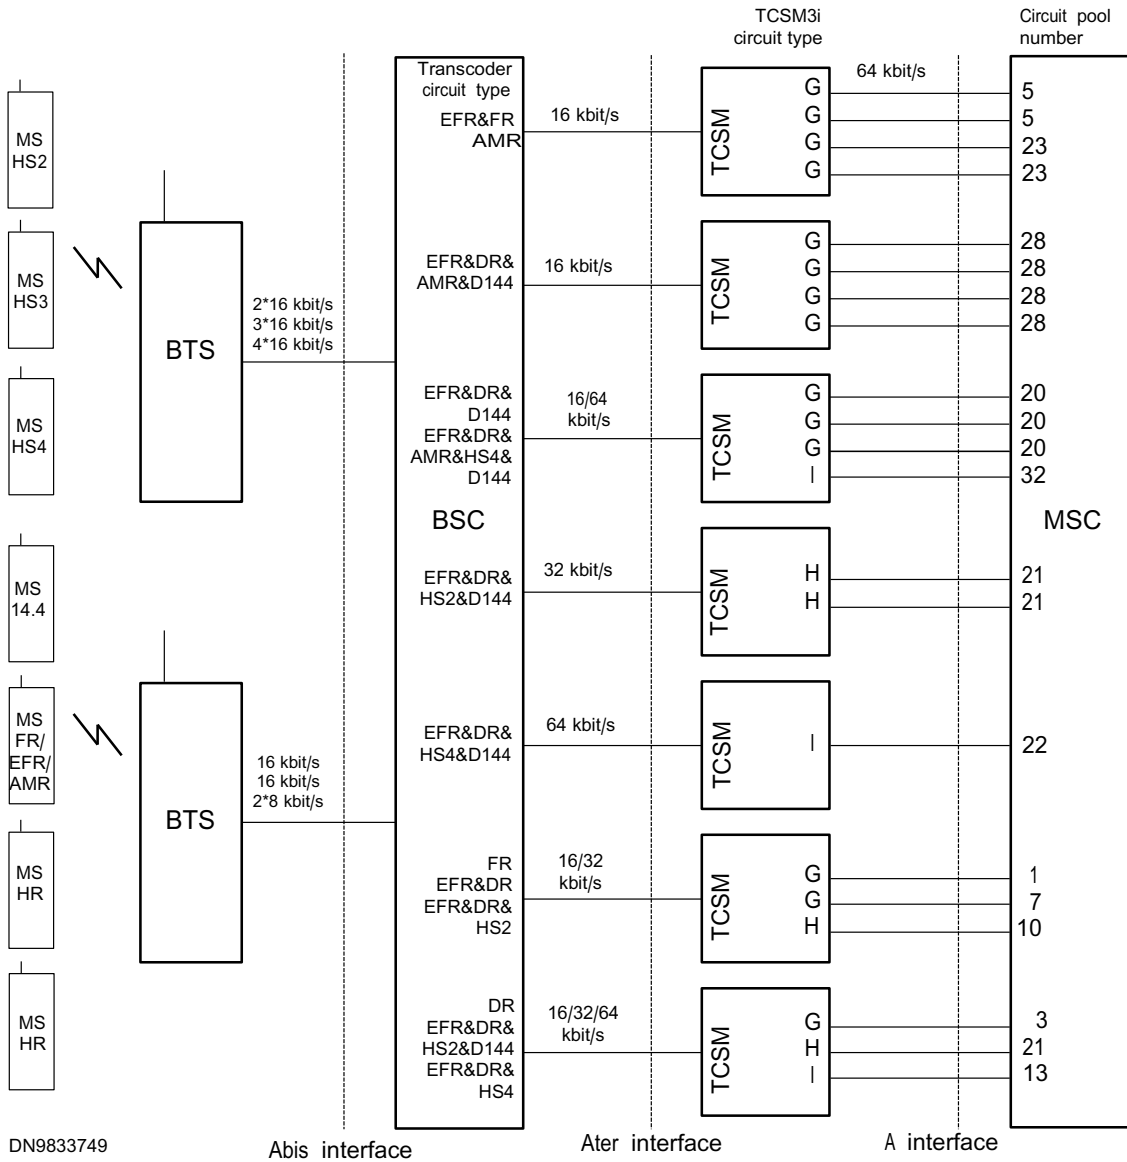 TCSM3i
circuit type
Circuit pool
number
Transcoder
circuit type
64 kbit/s
MS
HS2
MS
HS3
MS
HS4
MS
14.4
MS
FR/
EFR/
AMR
MS
HR
MS
HR
BTS
2*16 kbit/s
3*16 kbit/s
4*16 kbit/s
BTS
16 kbit/s
16 kbit/s
2*8 kbit/s
BSC
EFR&FR
AMR
16 kbit/s
TCSM
G
G
G
G
5
5
23
23
EFR&DR&
AMR&D144
16 kbit/s
TCSM
G
G
G
G
28
28
28
28
EFR&DR&
D144
EFR&DR&
AMR&HS4&
D144
16/64
kbit/s
TCSM
G
G
G
I
20
20
20
32
MSC
EFR&DR&
HS2&D144
32 kbit/s
TCSM
H
H
21
21
EFR&DR&
HS4&D144
64 kbit/s
TCSM
I
22
FR
EFR&DR
EFR&DR&
HS2
16/32
kbit/s
TCSM
G
G
H
1
7
10
DR
EFR&DR&
HS2&D144
EFR&DR&
HS4
16/32/64
kbit/s
TCSM
G
H
I
3
21
13
DN9833749
Abis interface
Ater interface
A interface